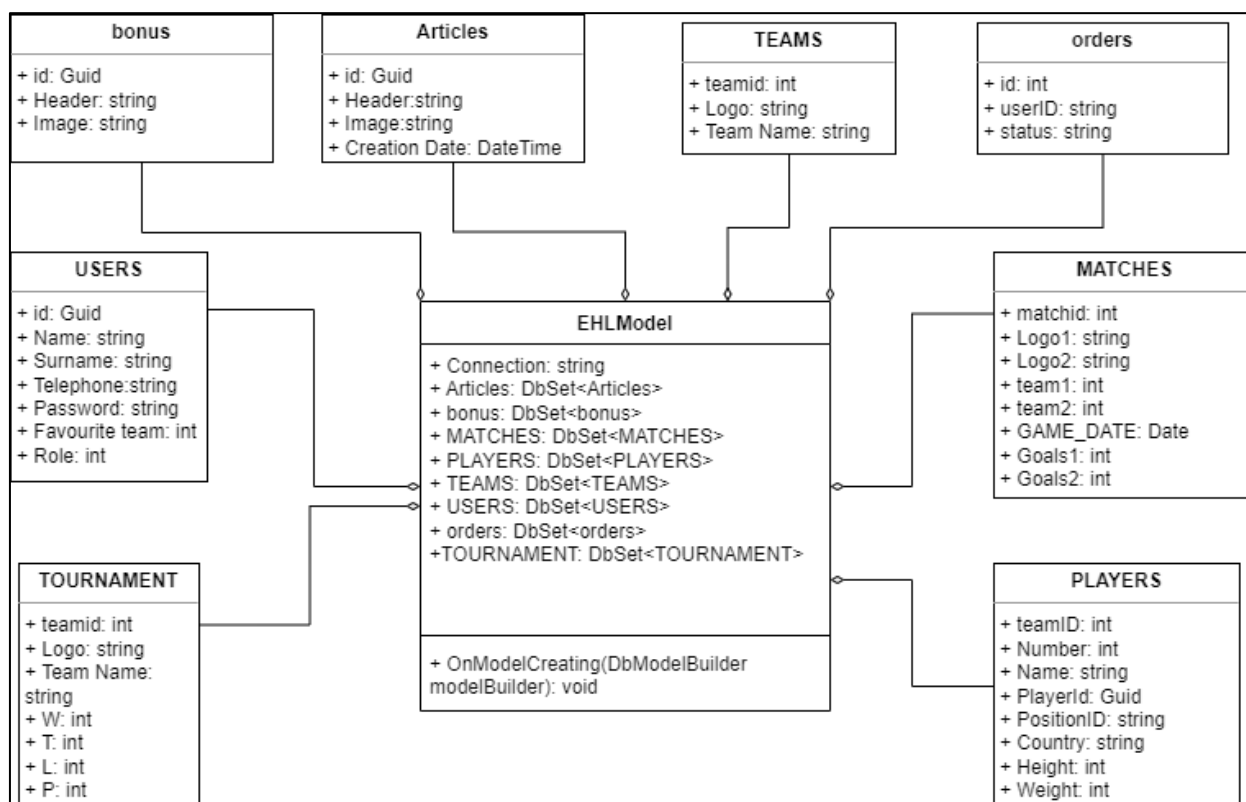 bonus
+ id: Guid
+ Header: string
+ Image: string
Articles
+ id: Guid
+ Header:string
+ Image:string
+ Creation Date: DateTime
TEAMS
+ teamid: int
+ Logo: string
+ Team Name: string
orders
+ id: int
+ userID: string
+ status: string
USERS
+ id: Guid
+ Name: string
+ Surname: string
+ Telephone:string
+ Password: string
+ Favourite team: int
+ Role: int
EHLModel
+ Connection: string
+ Articles: DbSet<Articles>
+ bonus: DbSet<bonus>
+ MATCHES: DbSet<MATCHES>
+ PLAYERS: DbSet<PLAYERS>
+ TEAMS: DbSet<TEAMS>
+ USERS: DbSet<USERS>
+ orders: DbSet<orders>
+TOURNAMENT: DbSet<TOURNAMENT>
+ OnModelCreating(DbModelBuilder
modelBuilder): void
MATCHES
+ matchid: int
+ Logo1: string
+ Logo2: string
+ team1: int
+ team2: int
+ GAME_DATE: Date
+ Goals1: int
+ Goals2: int
TOURNAMENT
+ teamid: int
+ Logo: string
+ Team Name:
string
+ W: int
+ T: int
+ L: int
+ P: int
PLAYERS
+ teamID: int
+ Number: int
+ Name: string
+ PlayerId: Guid
+ PositionID: string
+ Country: string
+ Height: int
+ Weight: int